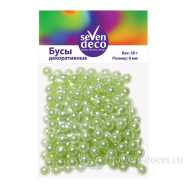 seven
deco
Бусы
декоративные
Вес: 50 г
Размер: 8 мм